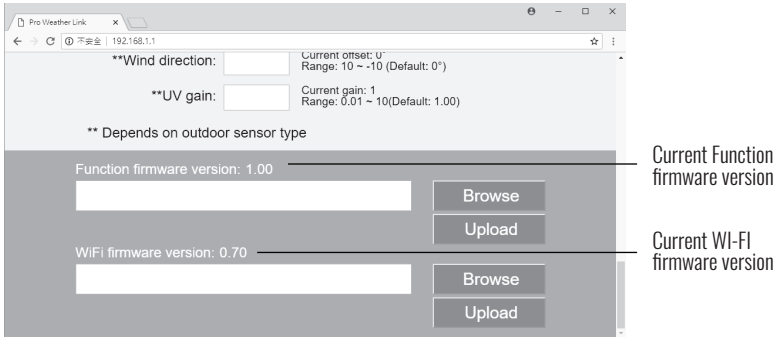 Pro Weather Link
不安全 | 192.168.1.1
**Wind direction:
Current offset: 0°
Range: 10 ~ -10 (Default: 0°)
**UV gain:
Current gain: 1
Range: 0.01 ~ 10(Default: 1.00)
** Depends on outdoor sensor type
Function firmware version: 1.00
Browse
Upload
WiFi firmware version: 0.70
Browse
Upload
Current Function
firmware version
Current WI-FI
firmware version